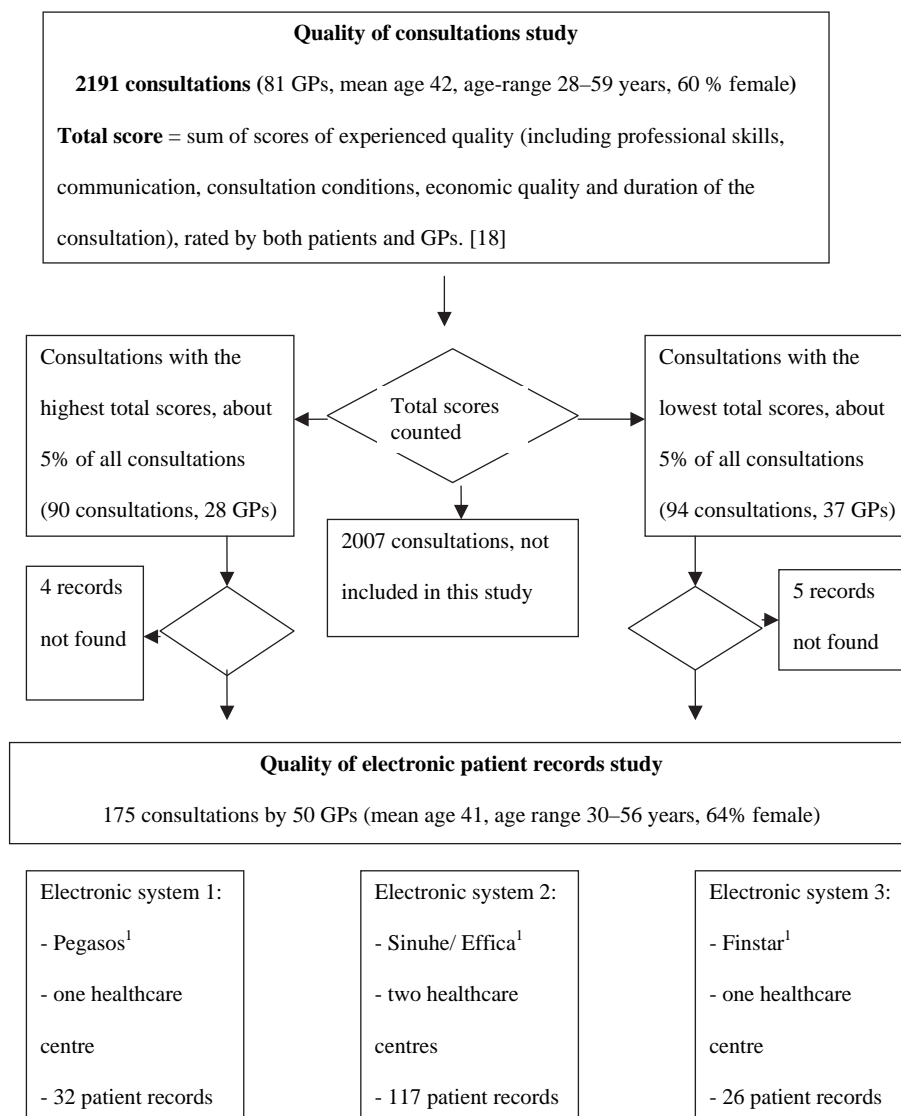 Quality of consultations study
2191 consultations (81 GPs, mean age 42, age-range 28–59 years, 60 % female)
Total score = sum of scores of experienced quality (including professional skills,
communication, consultation conditions, economic quality and duration of the
consultation), rated by both patients and GPs. [18]
Consultations with the
highest total scores, about
5% of all consultations
(90 consultations, 28 GPs)
Total scores
counted
Consultations with the
lowest total scores, about
5% of all consultations
(94 consultations, 37 GPs)
2007 consultations, not
included in this study
4 records
not found
5 records
not found
Quality of electronic patient records study
175 consultations by 50 GPs (mean age 41, age range 30–56 years, 64% female)
Electronic system 1:
- Pegasos¹
- one healthcare
centre
- 32 patient records
Electronic system 2:
- Sinuhe/ Effica¹
- two healthcare
centres
- 117 patient records
Electronic system 3:
- Finstar¹
- one healthcare
centre
- 26 patient records